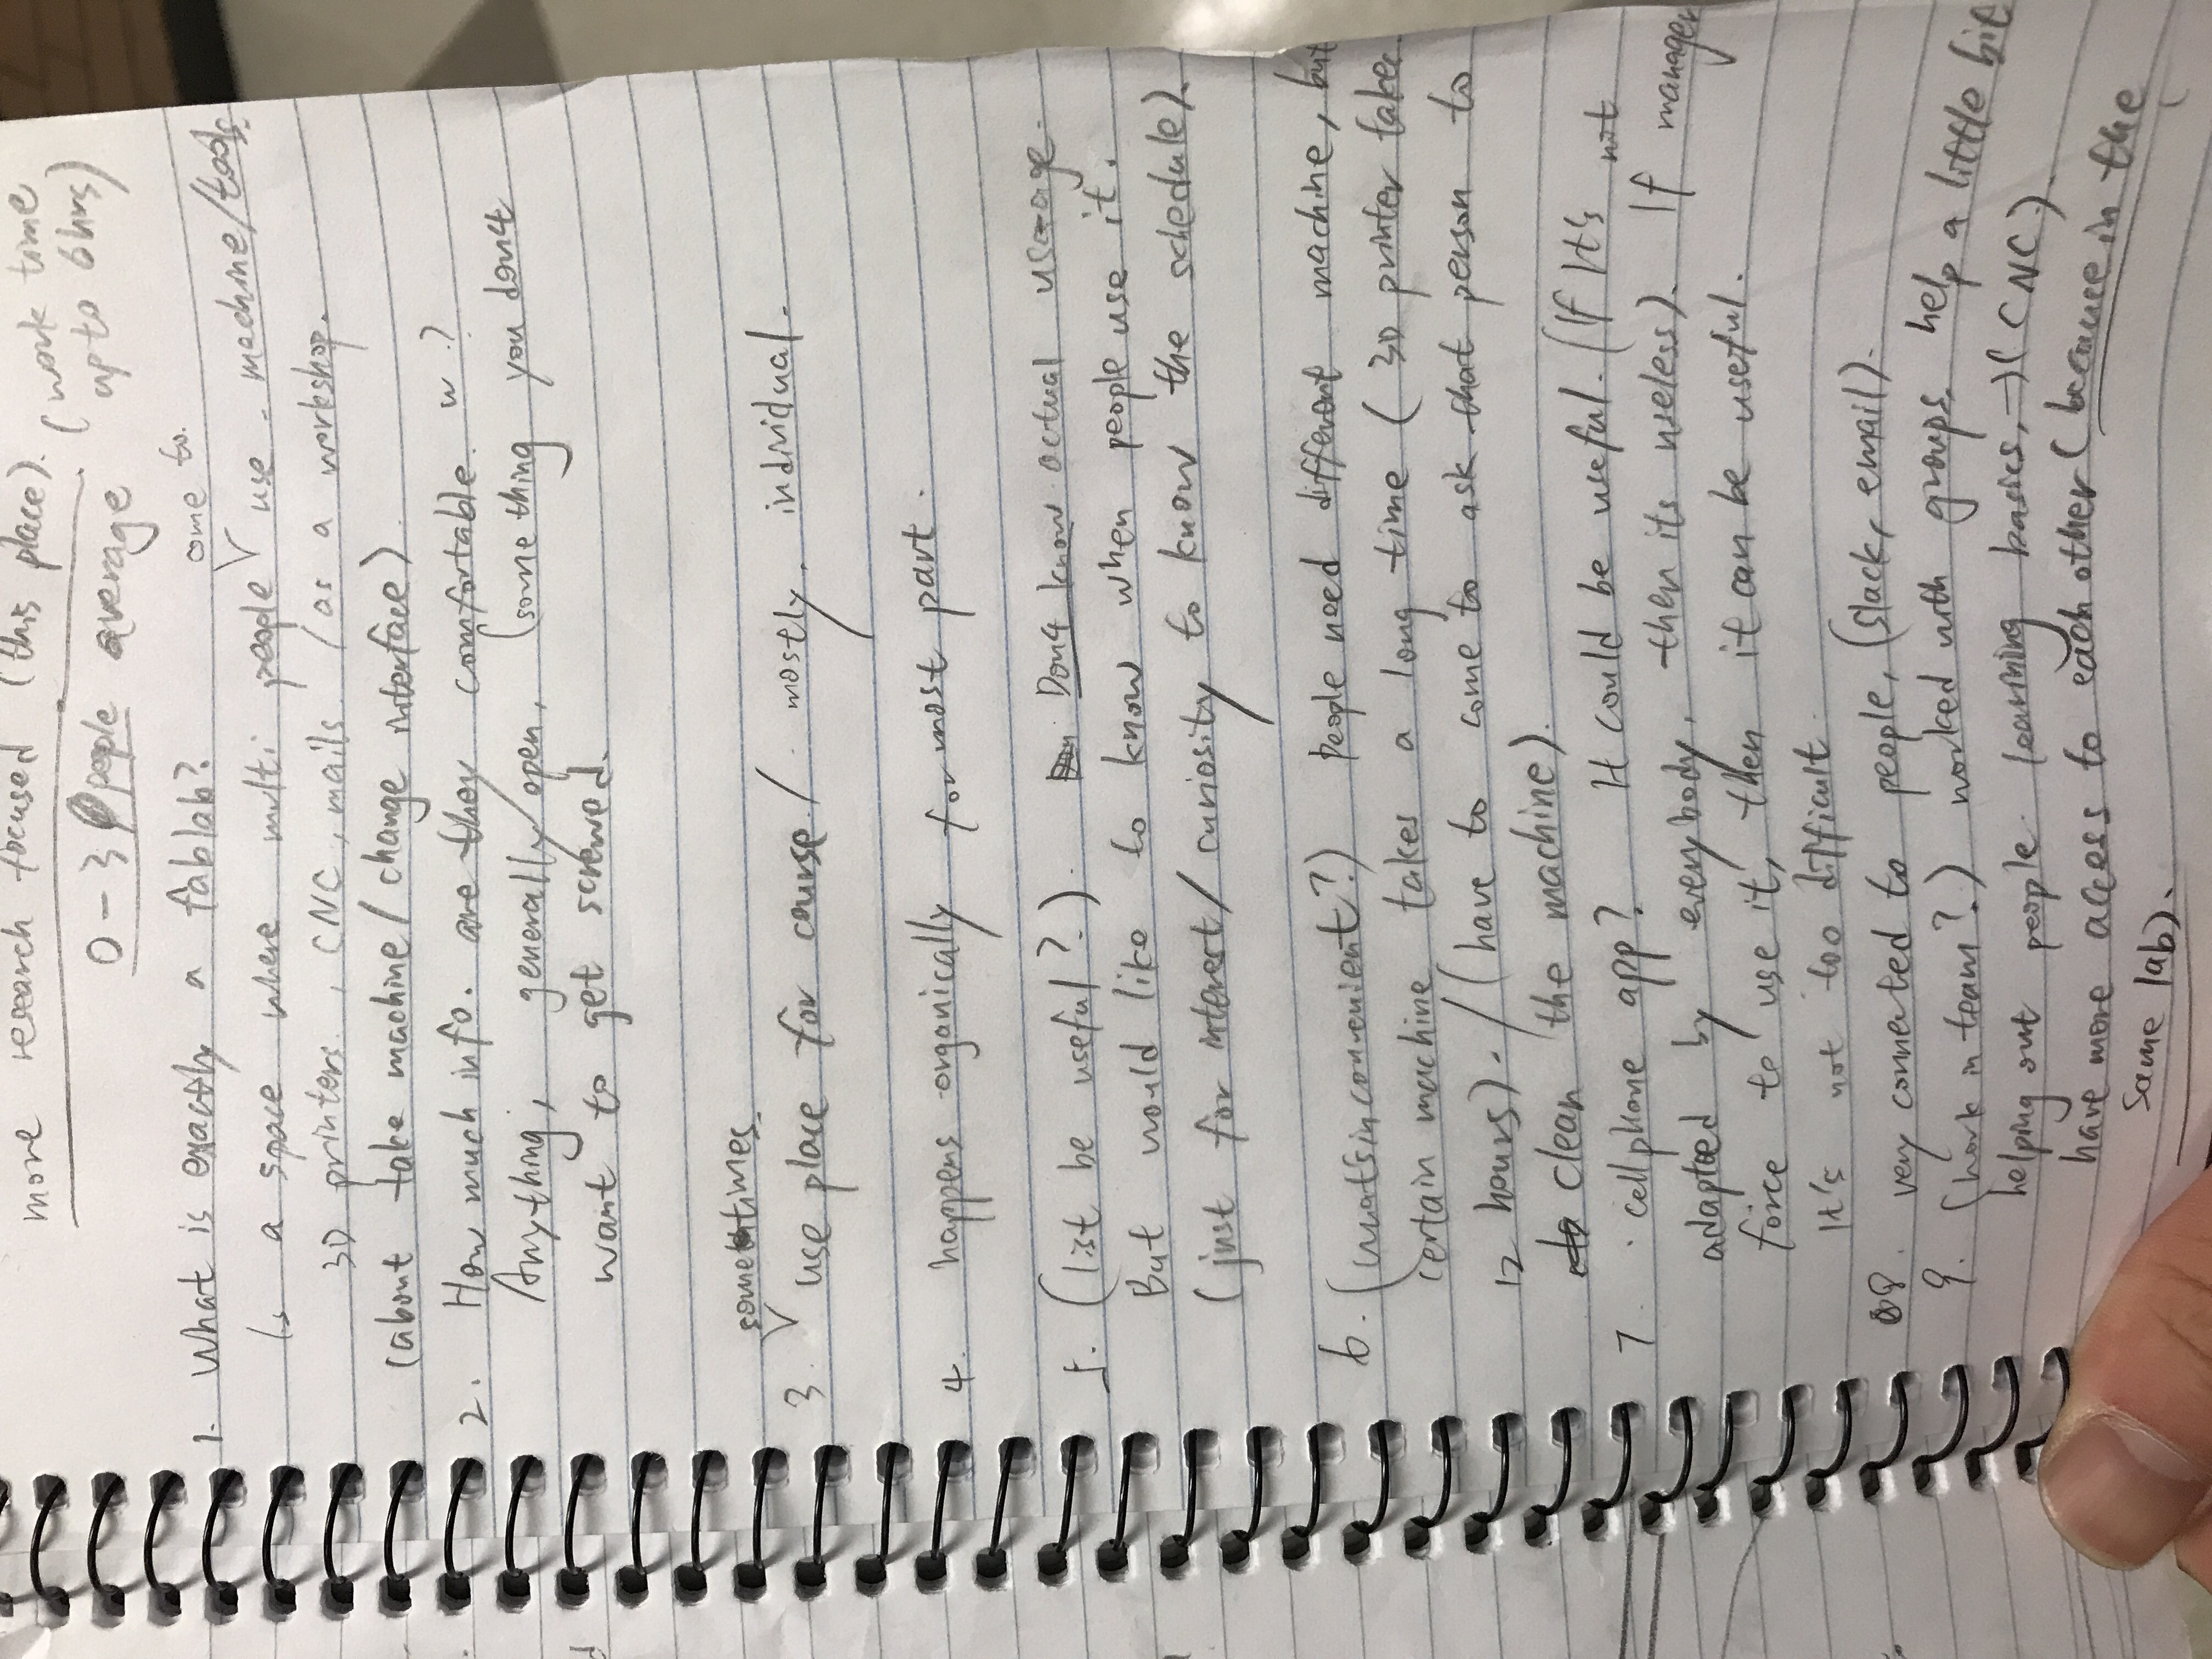 more research focused (this place). (work time
up to 6hrs)
0 - 3 people average
1. What is exactly a fablab?
come to.
Is a space where multi people use machine/tools.
3D printers. , CNC, mails. / as a workshop.
(about take machine / change interface).
2. How much info. are they comfortable. w.?
Anything, generally open, (something you don4
want to get screwed.
sometimes
3. use place for course / mostly. individual.
4. happens organically for most part.
5. (list be useful?). Don4 know actual useage.
But would like to know when people use it.
(just for interest / curiosity to know the schedule).
6. (what's inconvenient?) People need different machine, but
certain machine takes a long time ( 3D printer takes
12 hours). / (have to come to ask that person to
clean the machine).
7. cellphone app? It could be useful. (If It's not
adapted by everybody, then its useless). If manager
force to use it, then it can be useful.
It's not too difficult.
8. very connected to people, (slack, email).
9. (work in team?) worked with groups, help a little bit
helping out people learning basics, → (CNC).
have more access to each other (because in the
same lab).